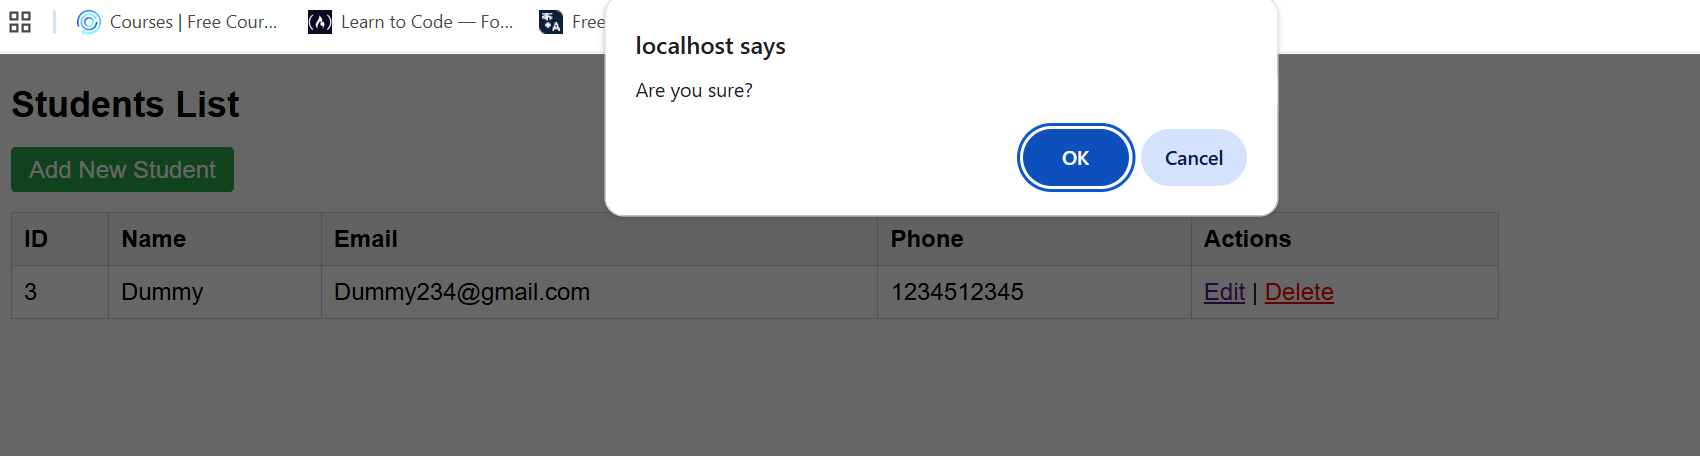 Courses | Free Cour... Learn to Code — Fo... Free
localhost says
Are you sure?
OK Cancel
Students List
Add New Student
ID Name Email Phone Actions
3 Dummy Dummy234@gmail.com 1234512345 Edit | Delete